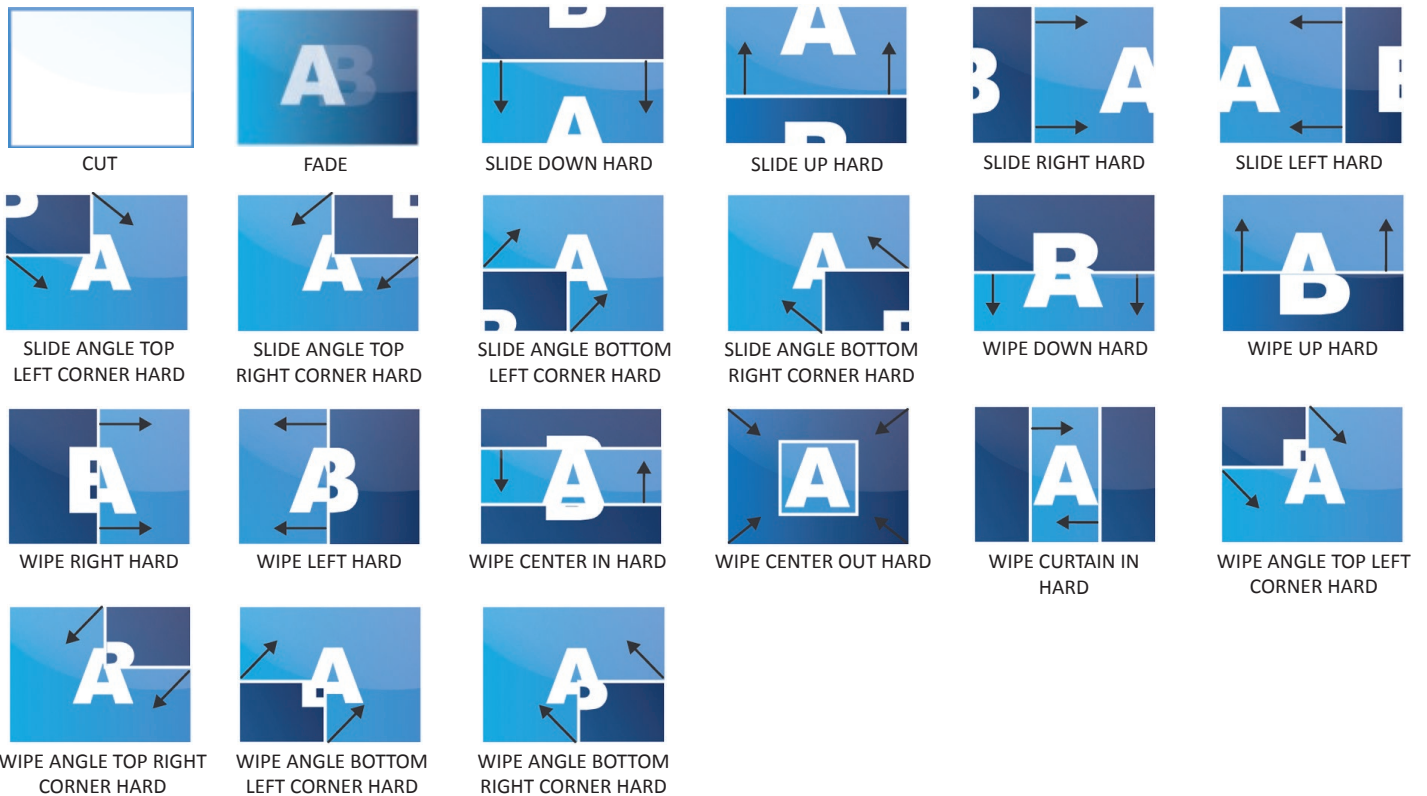 CUT
FADE
SLIDE DOWN HARD
SLIDE UP HARD
SLIDE RIGHT HARD
SLIDE LEFT HARD
SLIDE ANGLE TOP
LEFT CORNER HARD
SLIDE ANGLE TOP
RIGHT CORNER HARD
SLIDE ANGLE BOTTOM
LEFT CORNER HARD
SLIDE ANGLE BOTTOM
RIGHT CORNER HARD
WIPE DOWN HARD
WIPE UP HARD
WIPE RIGHT HARD
WIPE LEFT HARD
WIPE CENTER IN HARD
WIPE CENTER OUT HARD
WIPE CURTAIN IN
HARD
WIPE ANGLE TOP LEFT
CORNER HARD
WIPE ANGLE TOP RIGHT
CORNER HARD
WIPE ANGLE BOTTOM
LEFT CORNER HARD
WIPE ANGLE BOTTOM
RIGHT CORNER HARD